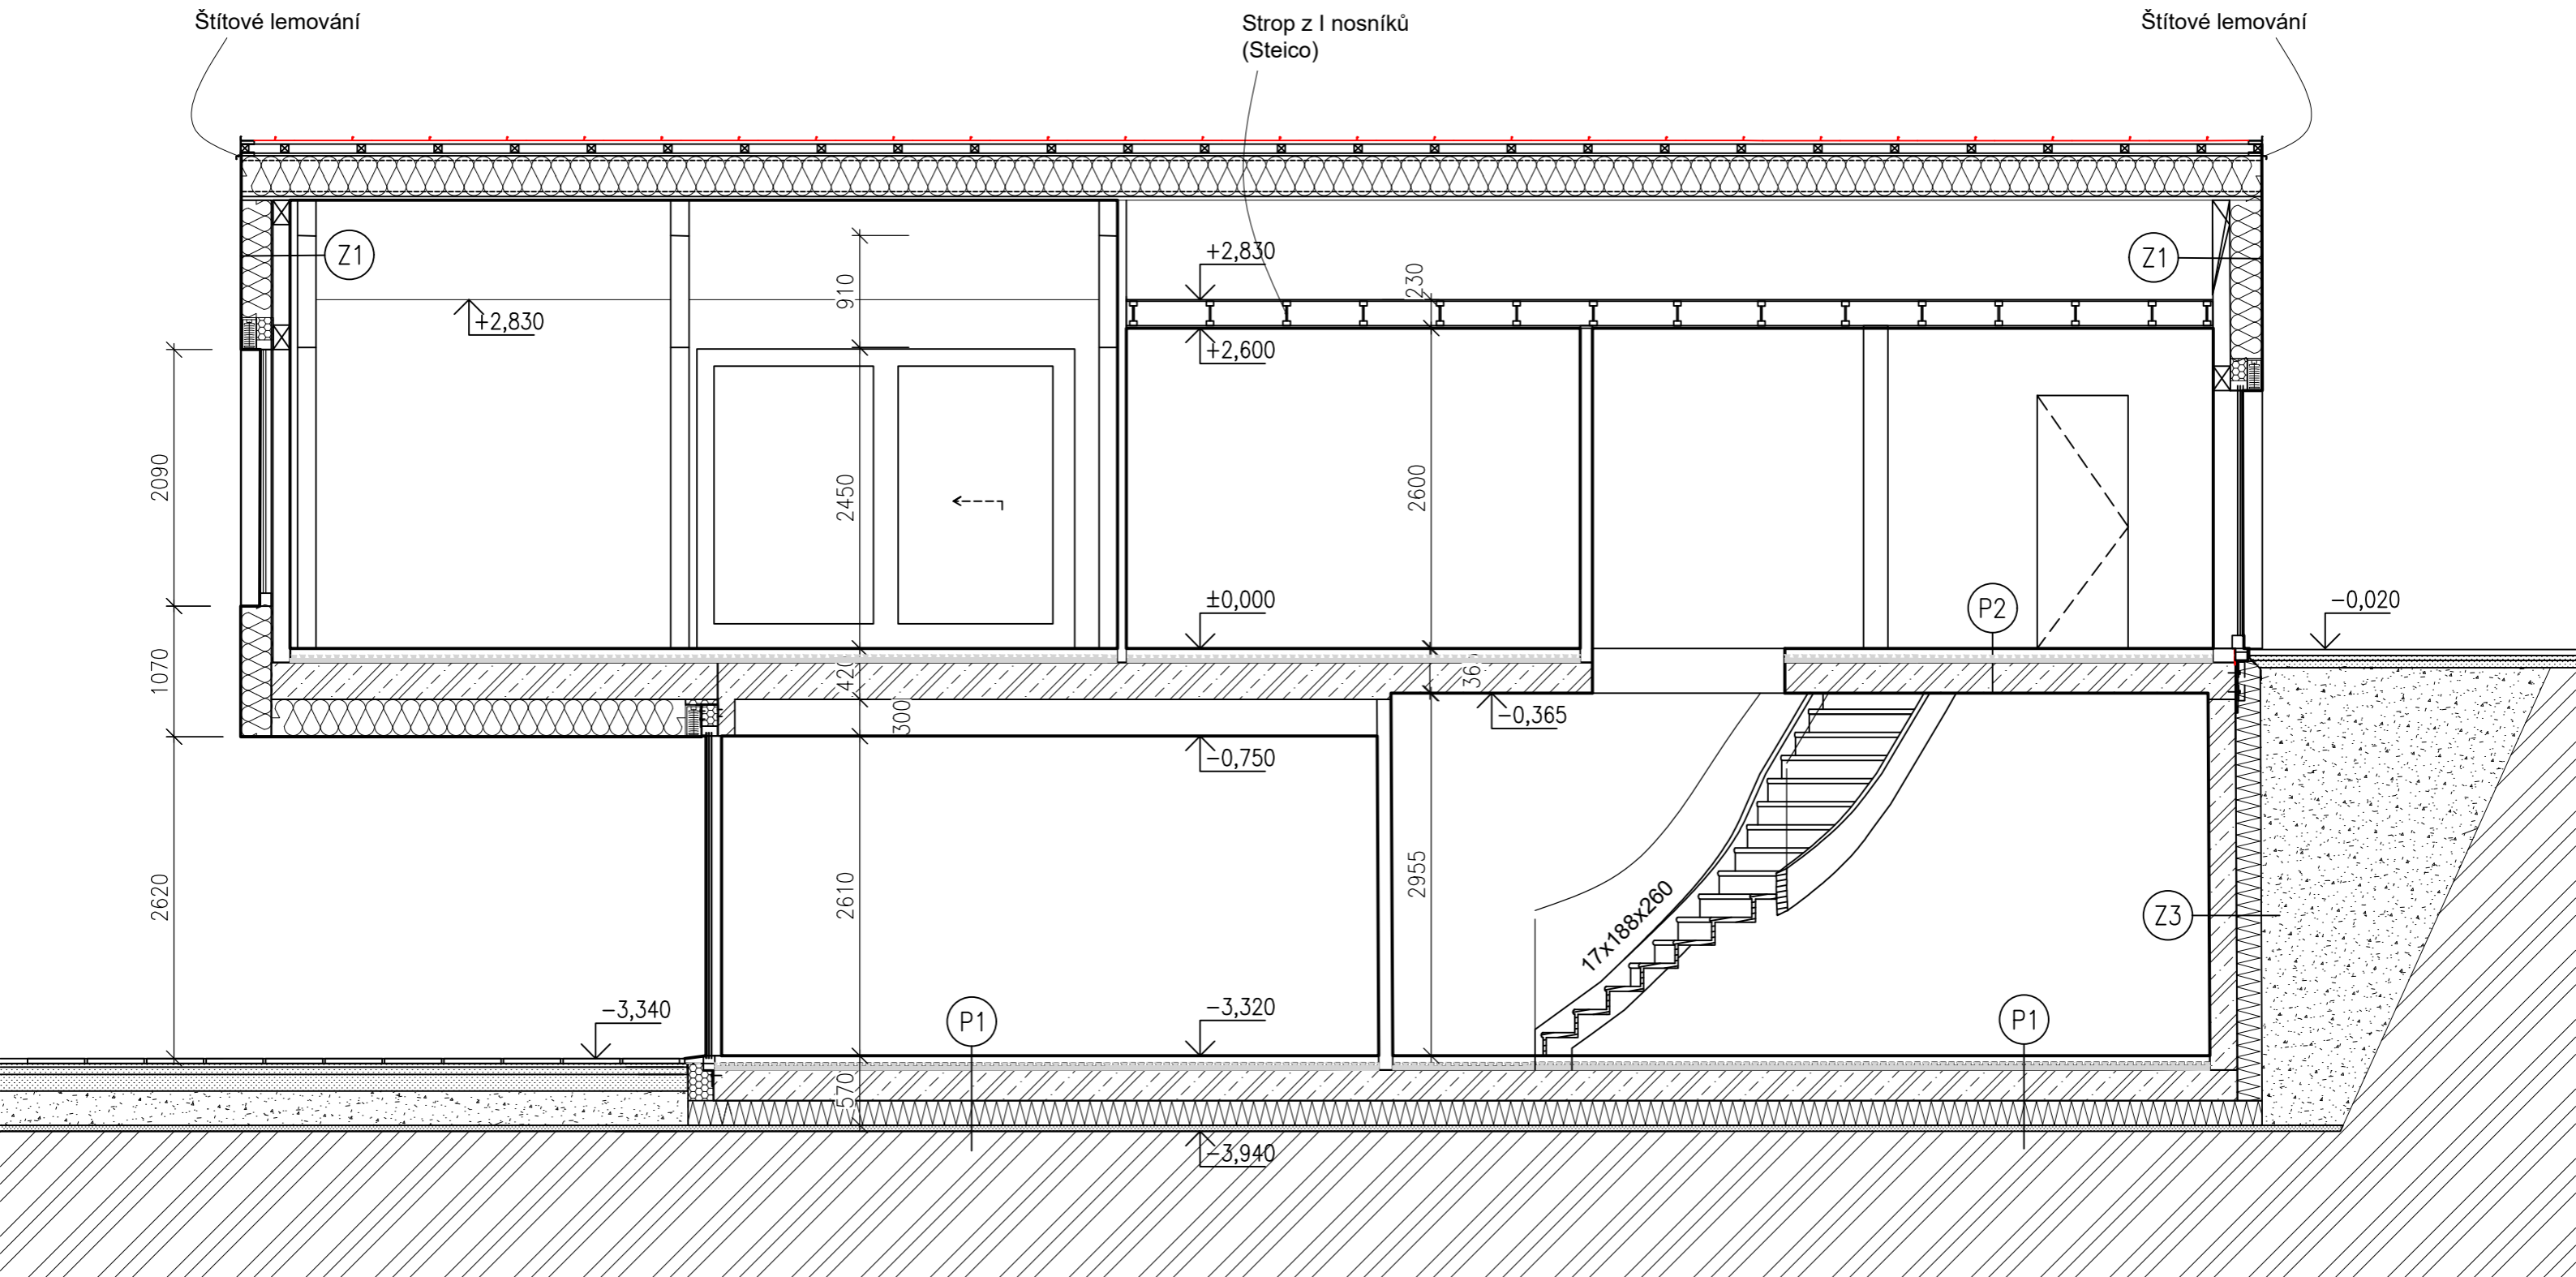 Štítové lemování
Strop z I nosníků
(Steico)
Štítové lemování
Z1
+2,830
910
+2,830
230
Z1
+2,600
2090
2450
2600
±0,000
P2
-0,020
1070
420
36
300
-0,365
-0,750
2620
2610
2955
17x188x260
Z3
-3,340
P1
-3,320
P1
570
-3,940